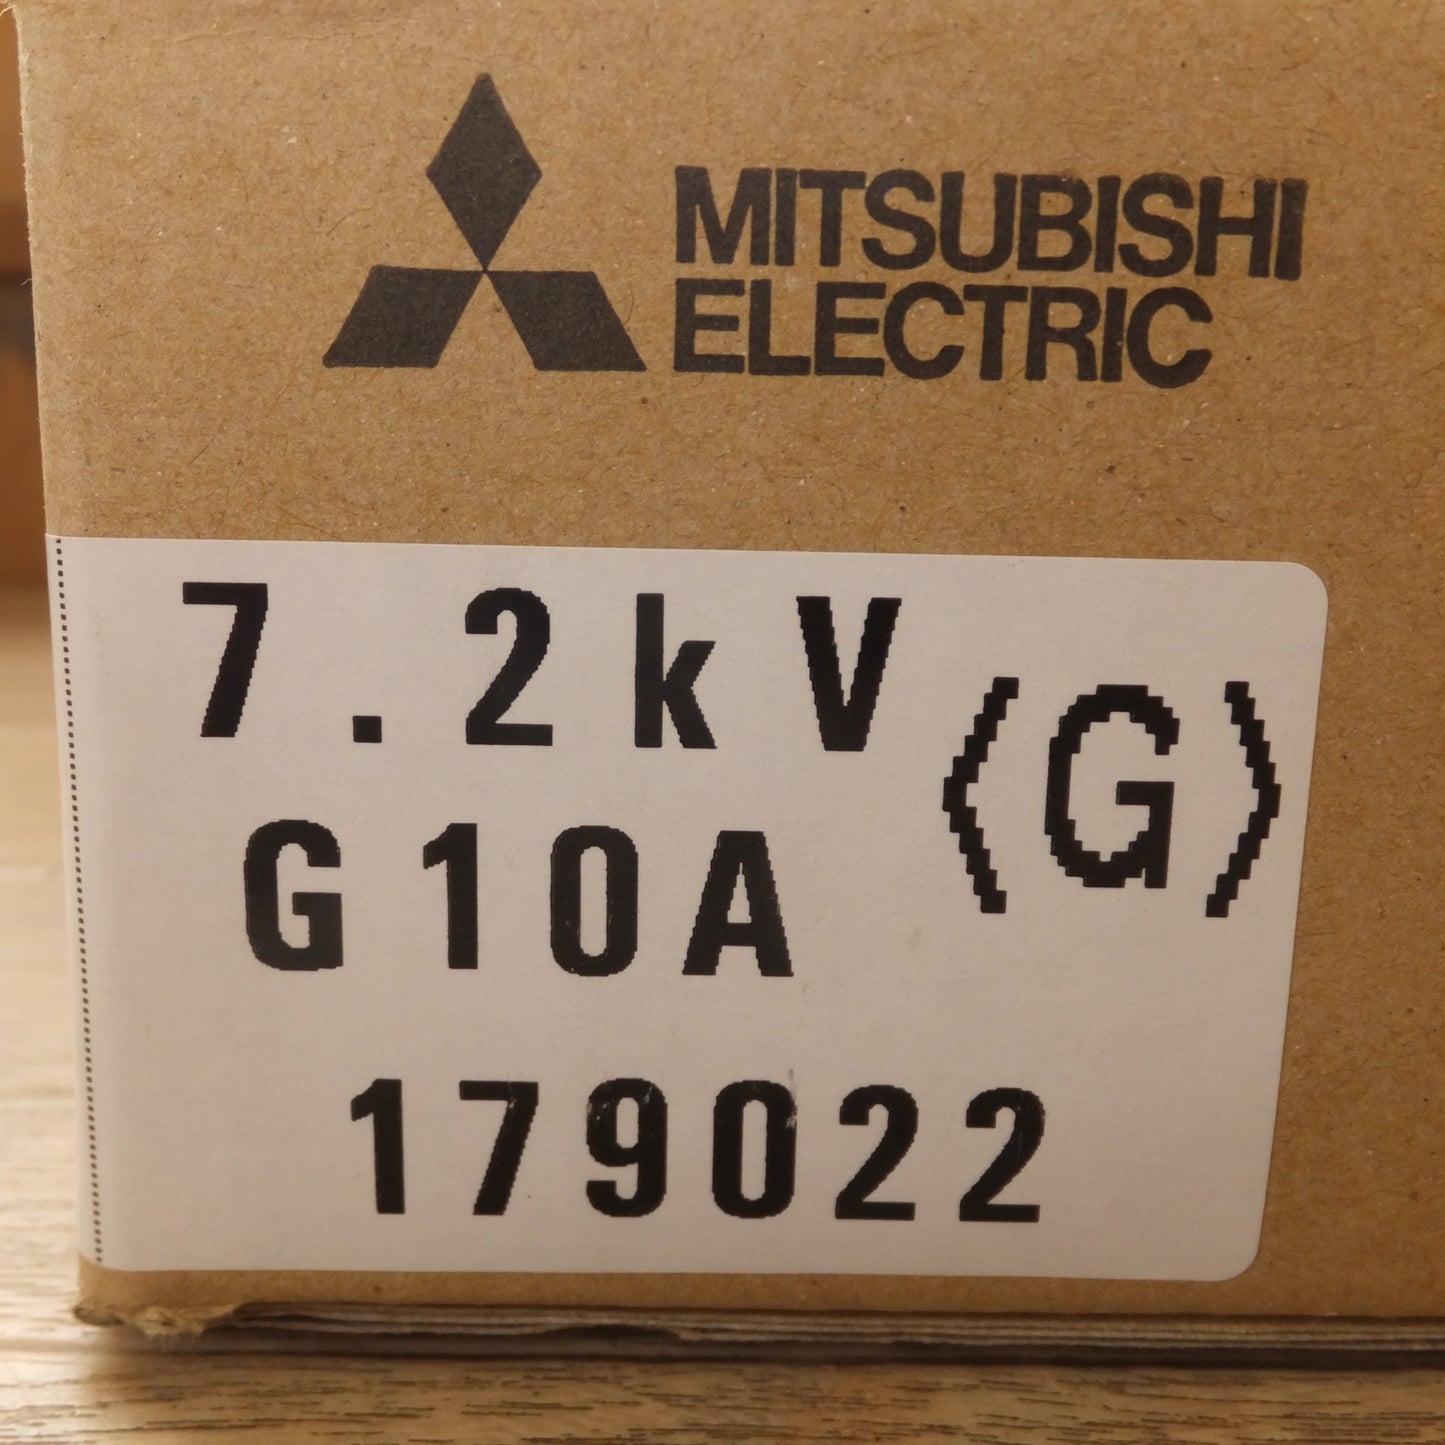 MITSUBISHI
ELECTRIC
7.2kV
G10A
(G)
179022